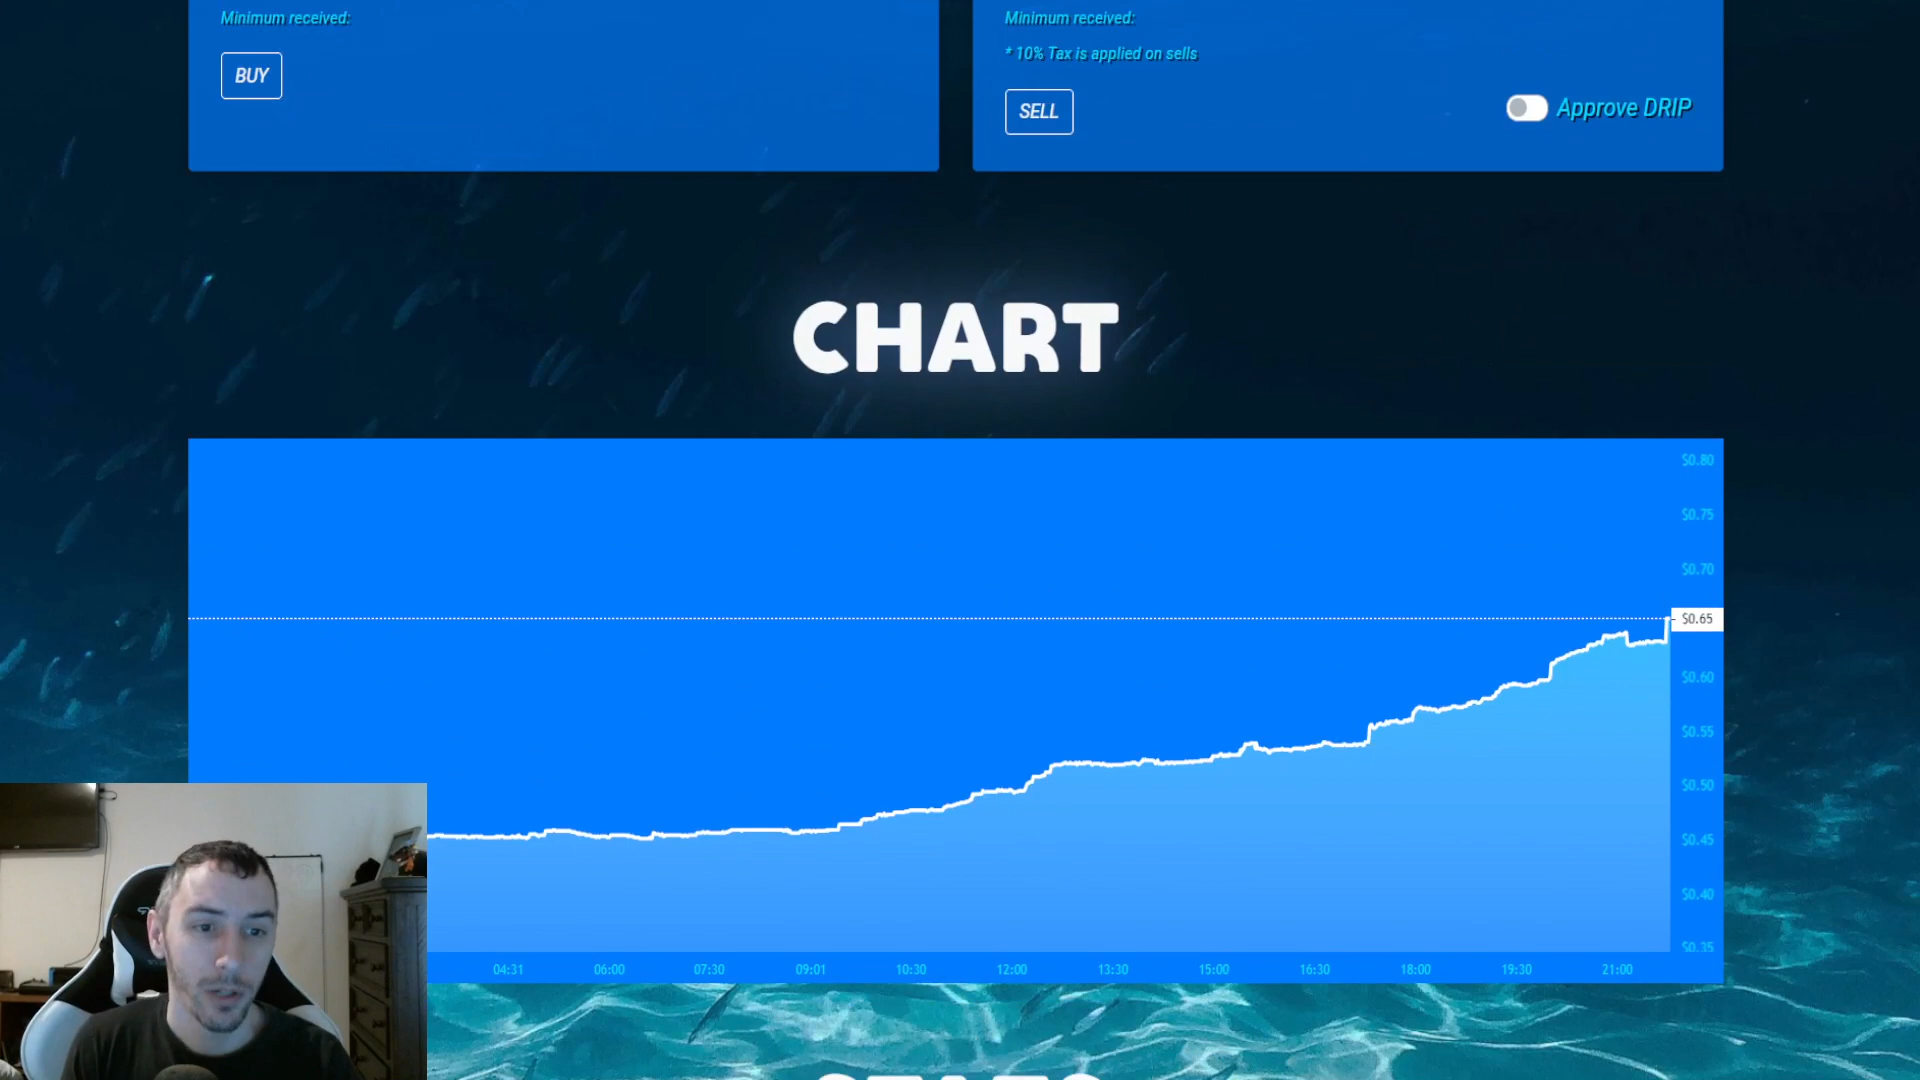 Minimum received:
Minimum received:
* 10% Tax is applied on sells
BUY
SELL
Approve DRIP
CHART
$0.80
$0.75
$0.70
$0.65
$0.60
$0.55
$0.50
$0.45
$0.40
$0.35
04:31 06:00 07:30 09:01 10:30 12:00 13:30 15:00 16:30 18:00 19:30 21:00